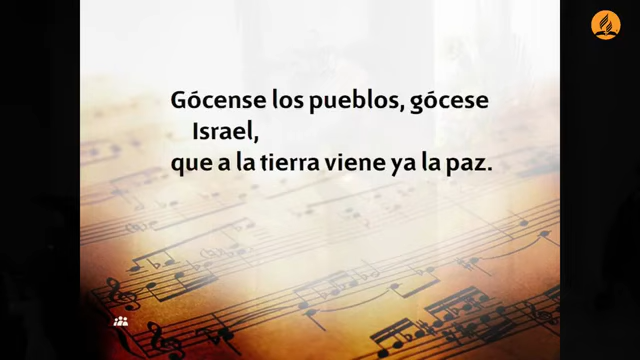 Gócense los pueblos, gócese
Israel,
que a la tierra viene ya la paz.